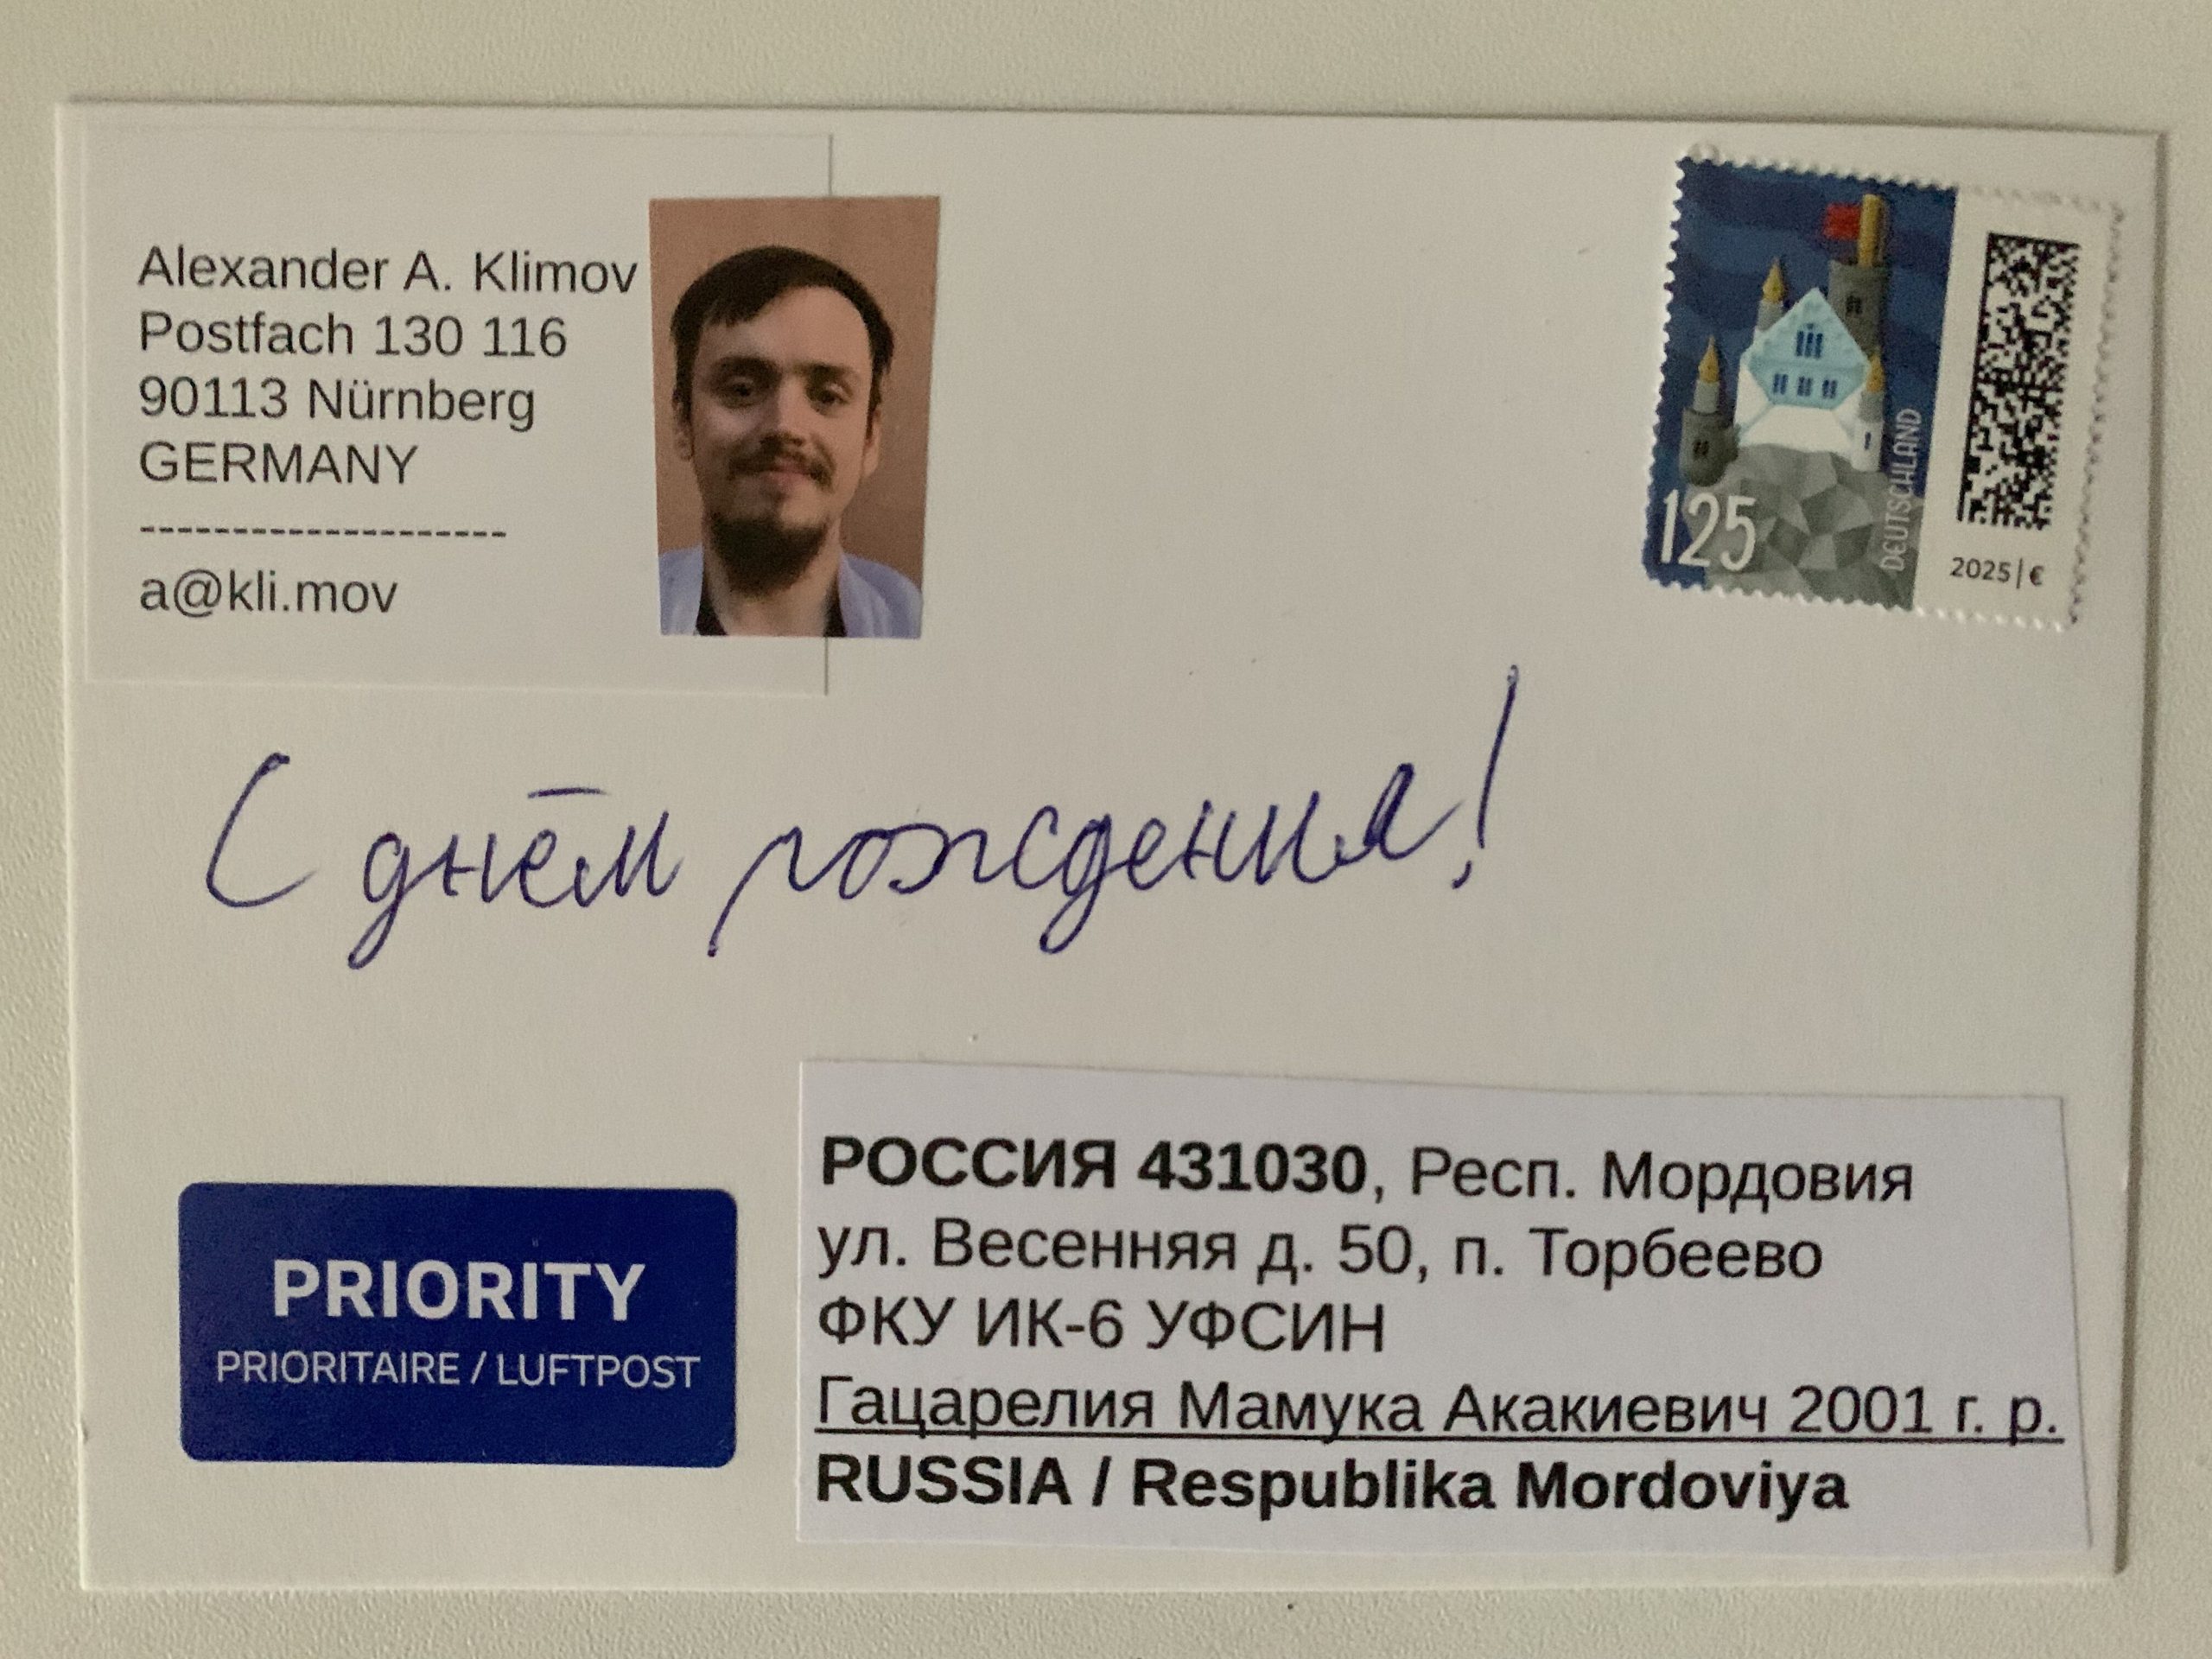 Alexander A. Klimov
Postfach 130 116
90113 Nürnberg
GERMANY
--------------------
a@kli.mov
125
DEUTSCHLAND
2025|€
С днём рождения!
PRIORITY
PRIORITAIRE / LUFTPOST
РОССИЯ 431030, Респ. Мордовия
ул. Весенняя д. 50, п. Торбеево
ФКУ ИК-6 УФСИН
Гацарелия Мамука Акакиевич 2001 г. р.
RUSSIA / Respublika Mordoviya